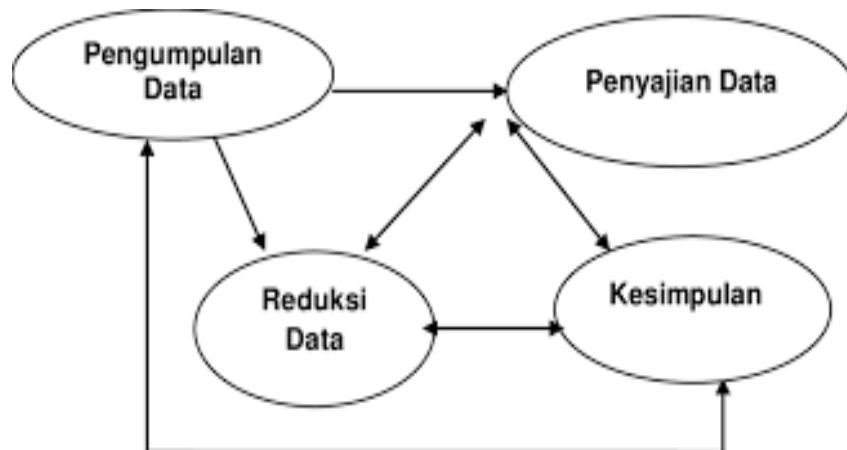 Pengumpulan
Data
Penyajian Data
Reduksi
Data
Kesimpulan